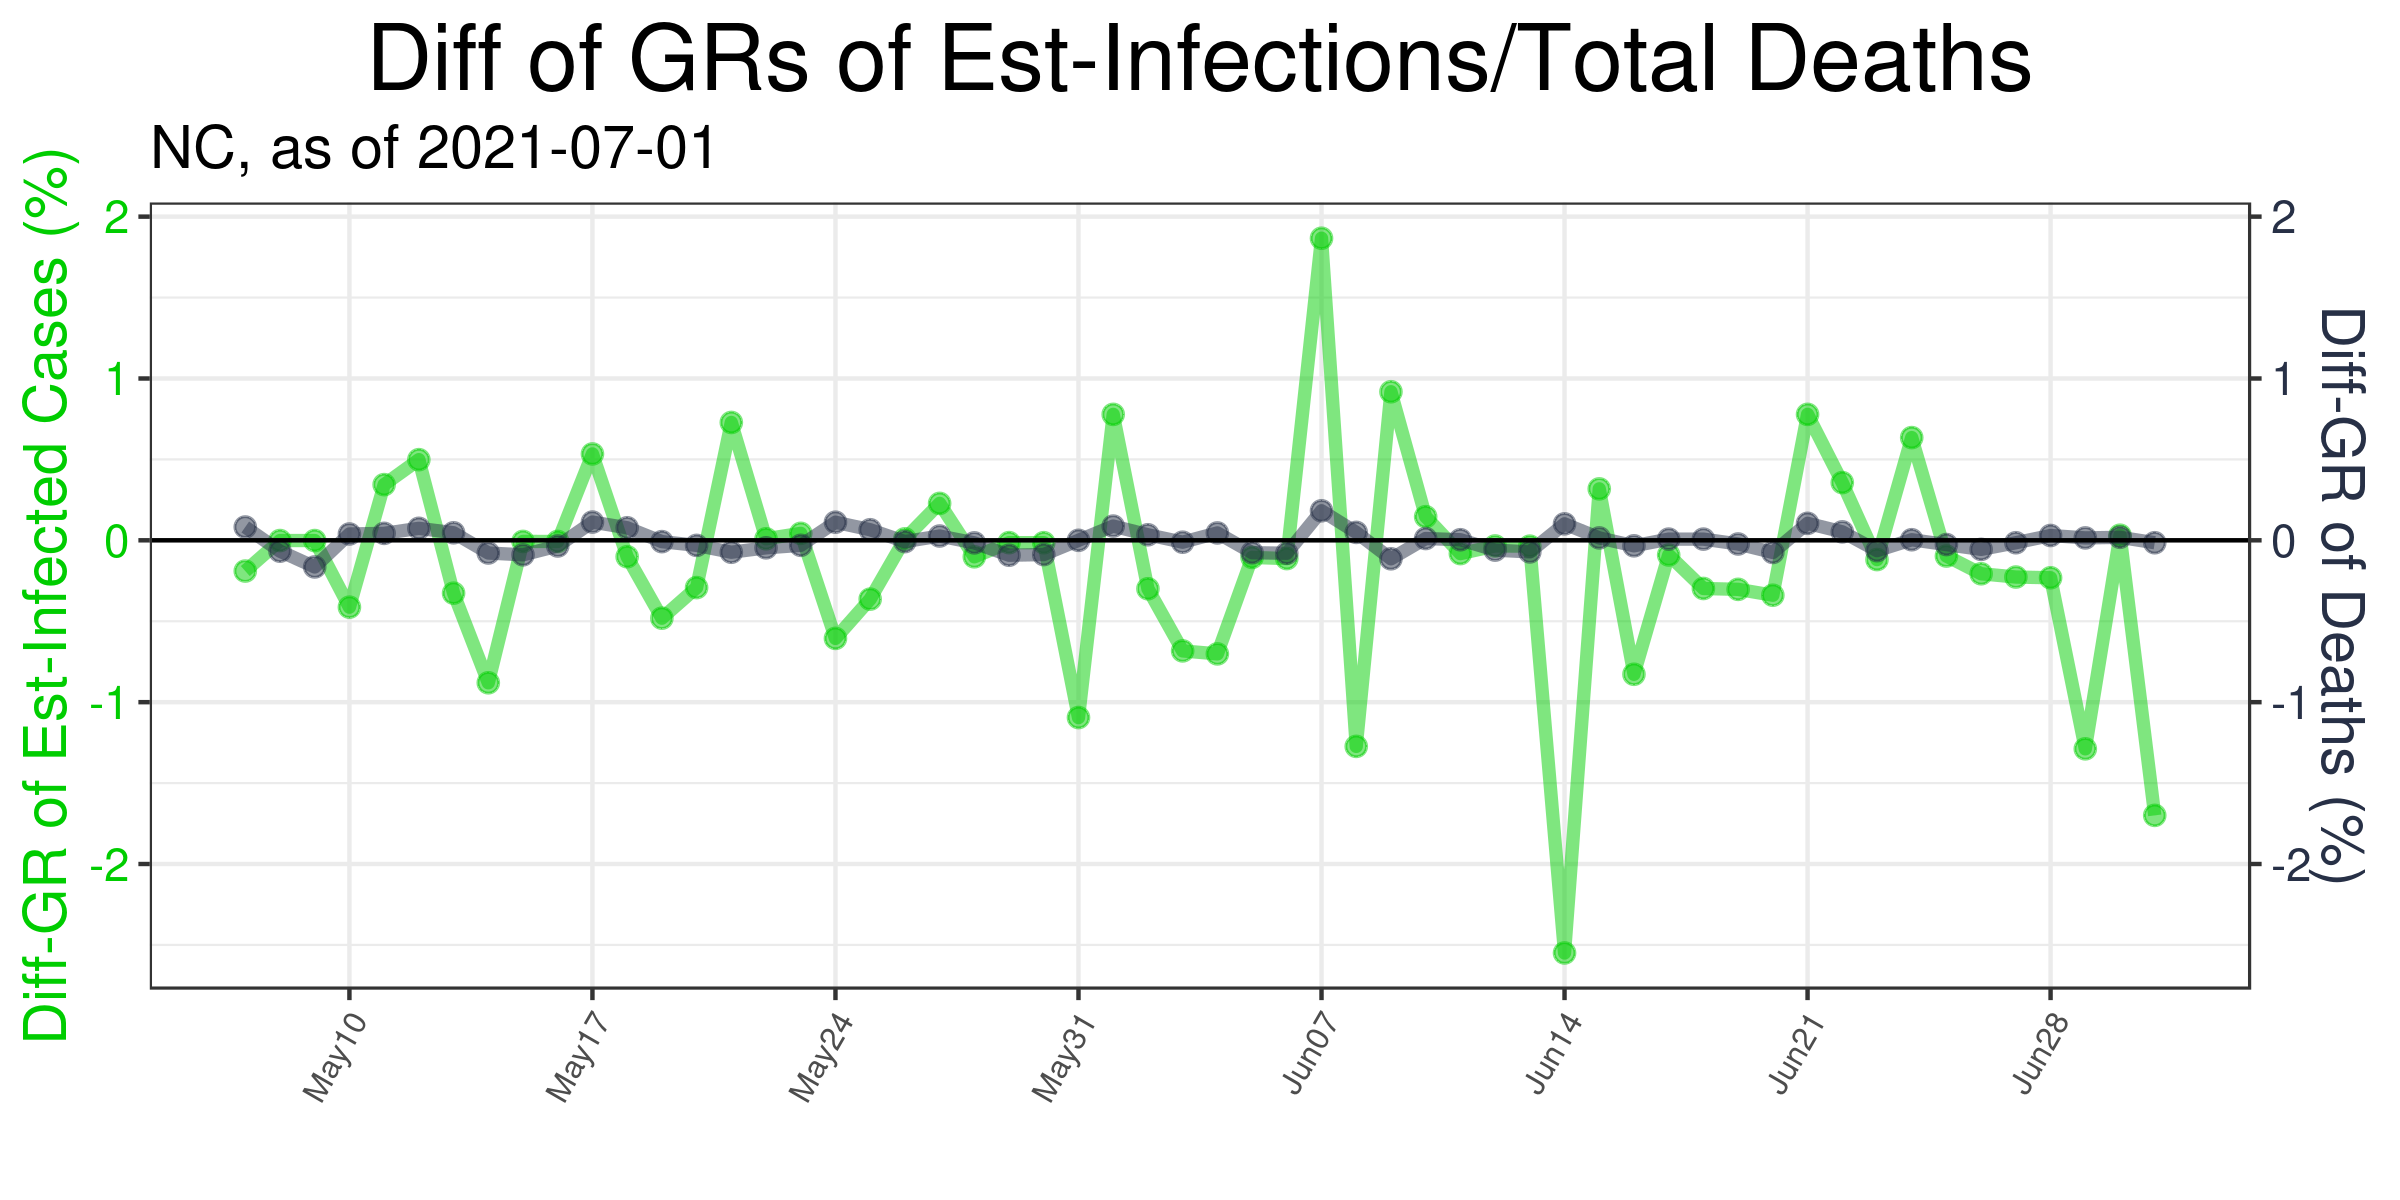 Diff of GRs of Est-Infections/Total Deaths
NC, as of 2021-07-01
Diff-GR of Est-Infected Cases (%)
2
1
0
-1
-2
2
1
0
-1
-2
Diff-GR of Deaths (%)
May10
May17
May24
May31
Jun07
Jun14
Jun21
Jun28